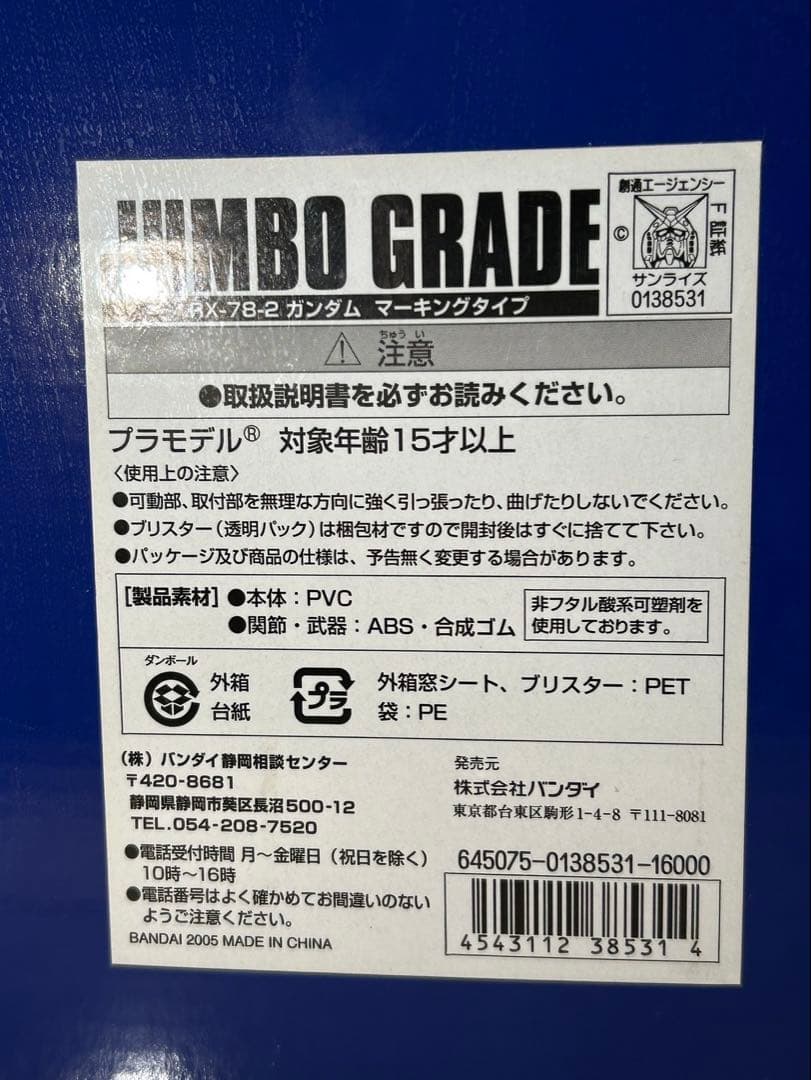 JUMBO GRADE
RX-78-2 ガンダム マーキングタイプ
創通エージェンシー
©
サンライズ
0138531
証紙
ちゅう い
⚠ 注意
●取扱説明書を必ずお読みください。
プラモデル® 対象年齢15才以上
〈使用上の注意〉
●可動部、取付部を無理な方向に強く引っ張ったり、曲げたりしないでください。
●ブリスター(透明パック)は梱包材ですので開封後はすぐに捨てて下さい。
●パッケージ及び商品の仕様は、予告無く変更する場合があります。
[製品素材] ●本体：PVC
●関節・武器：ABS・合成ゴム
非フタル酸系可塑剤を
使用しております。
ダンボール
外箱
台紙
プラ
外箱窓シート、ブリスター：PET
袋：PE
(株) バンダイ静岡相談センター
〒420-8681
静岡県静岡市葵区長沼500-12
TEL.054-208-7520
●電話受付時間 月～金曜日(祝日を除く)
10時～16時
●電話番号はよく確かめてお間違いのない
ようご注意ください。
BANDAI 2005 MADE IN CHINA
発売元
株式会社バンダイ
東京都台東区駒形1-4-8 〒111-8081
645075-0138531-16000
4543112 38531 4